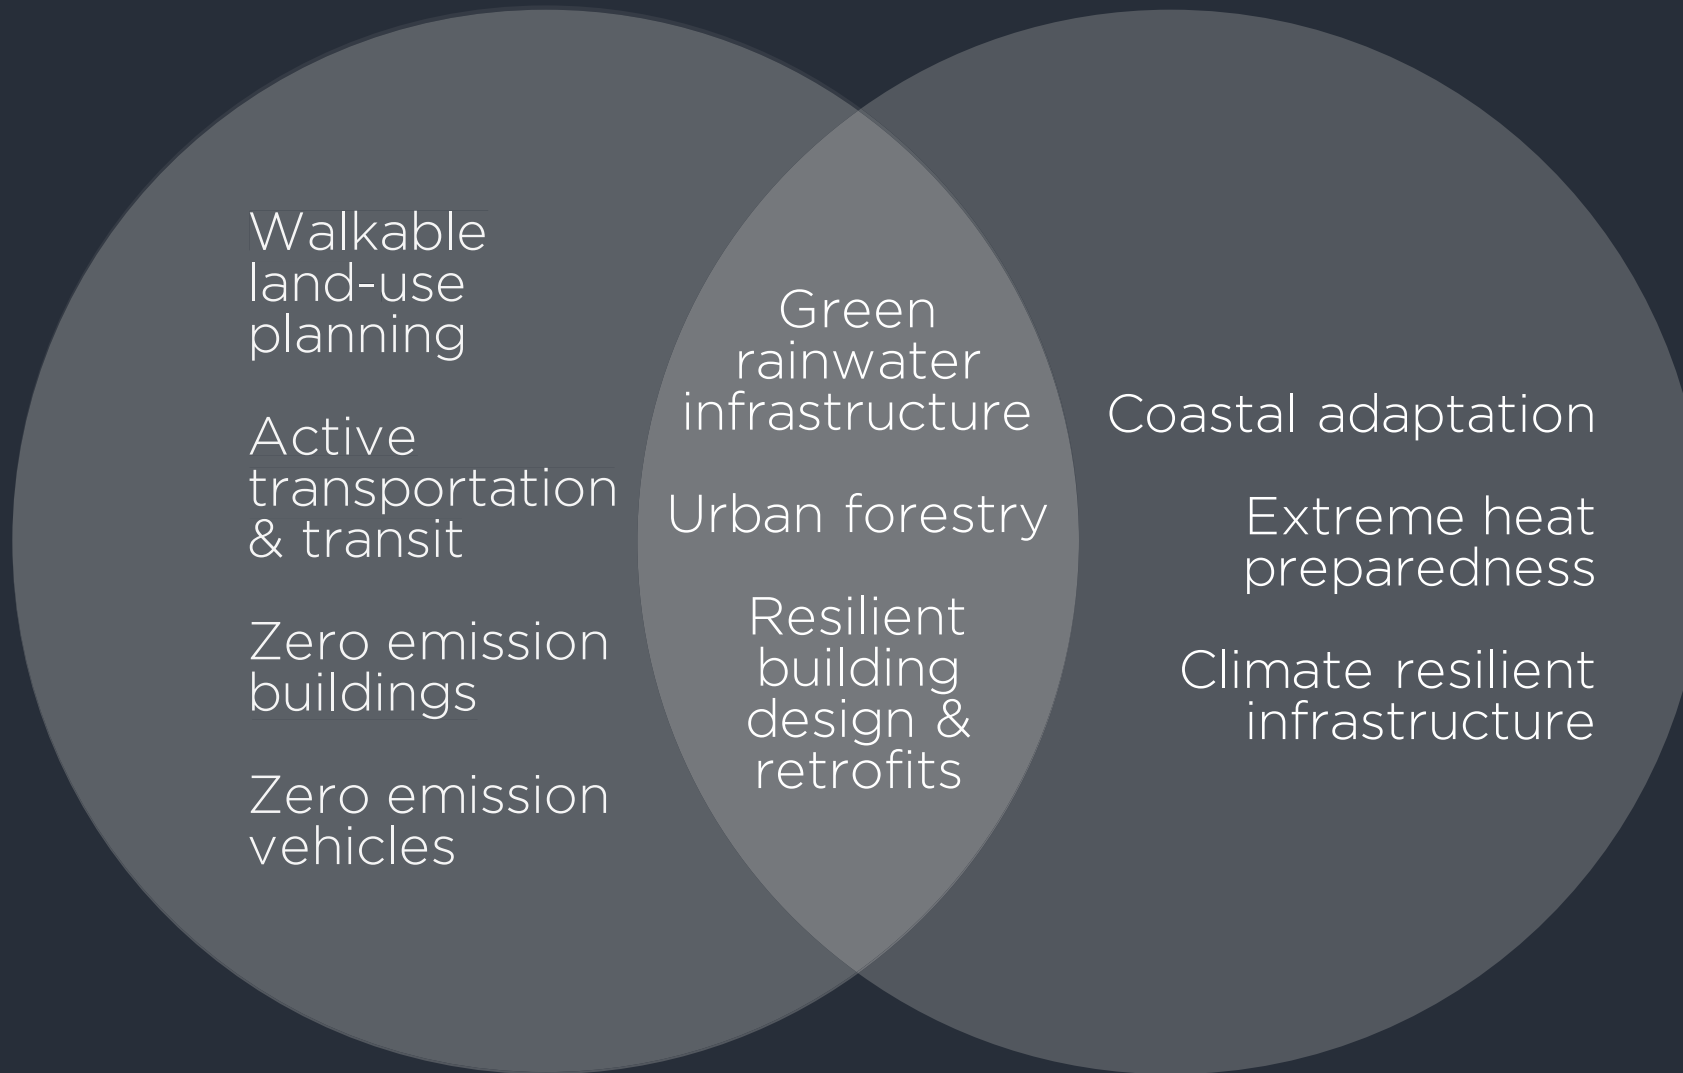 Walkable
land-use
planning
Active
transportation
& transit
Zero emission
buildings
Zero emission
vehicles
Green
rainwater
infrastructure
Urban forestry
Resilient
building
design &
retrofits
Coastal adaptation
Extreme heat
preparedness
Climate resilient
infrastructure